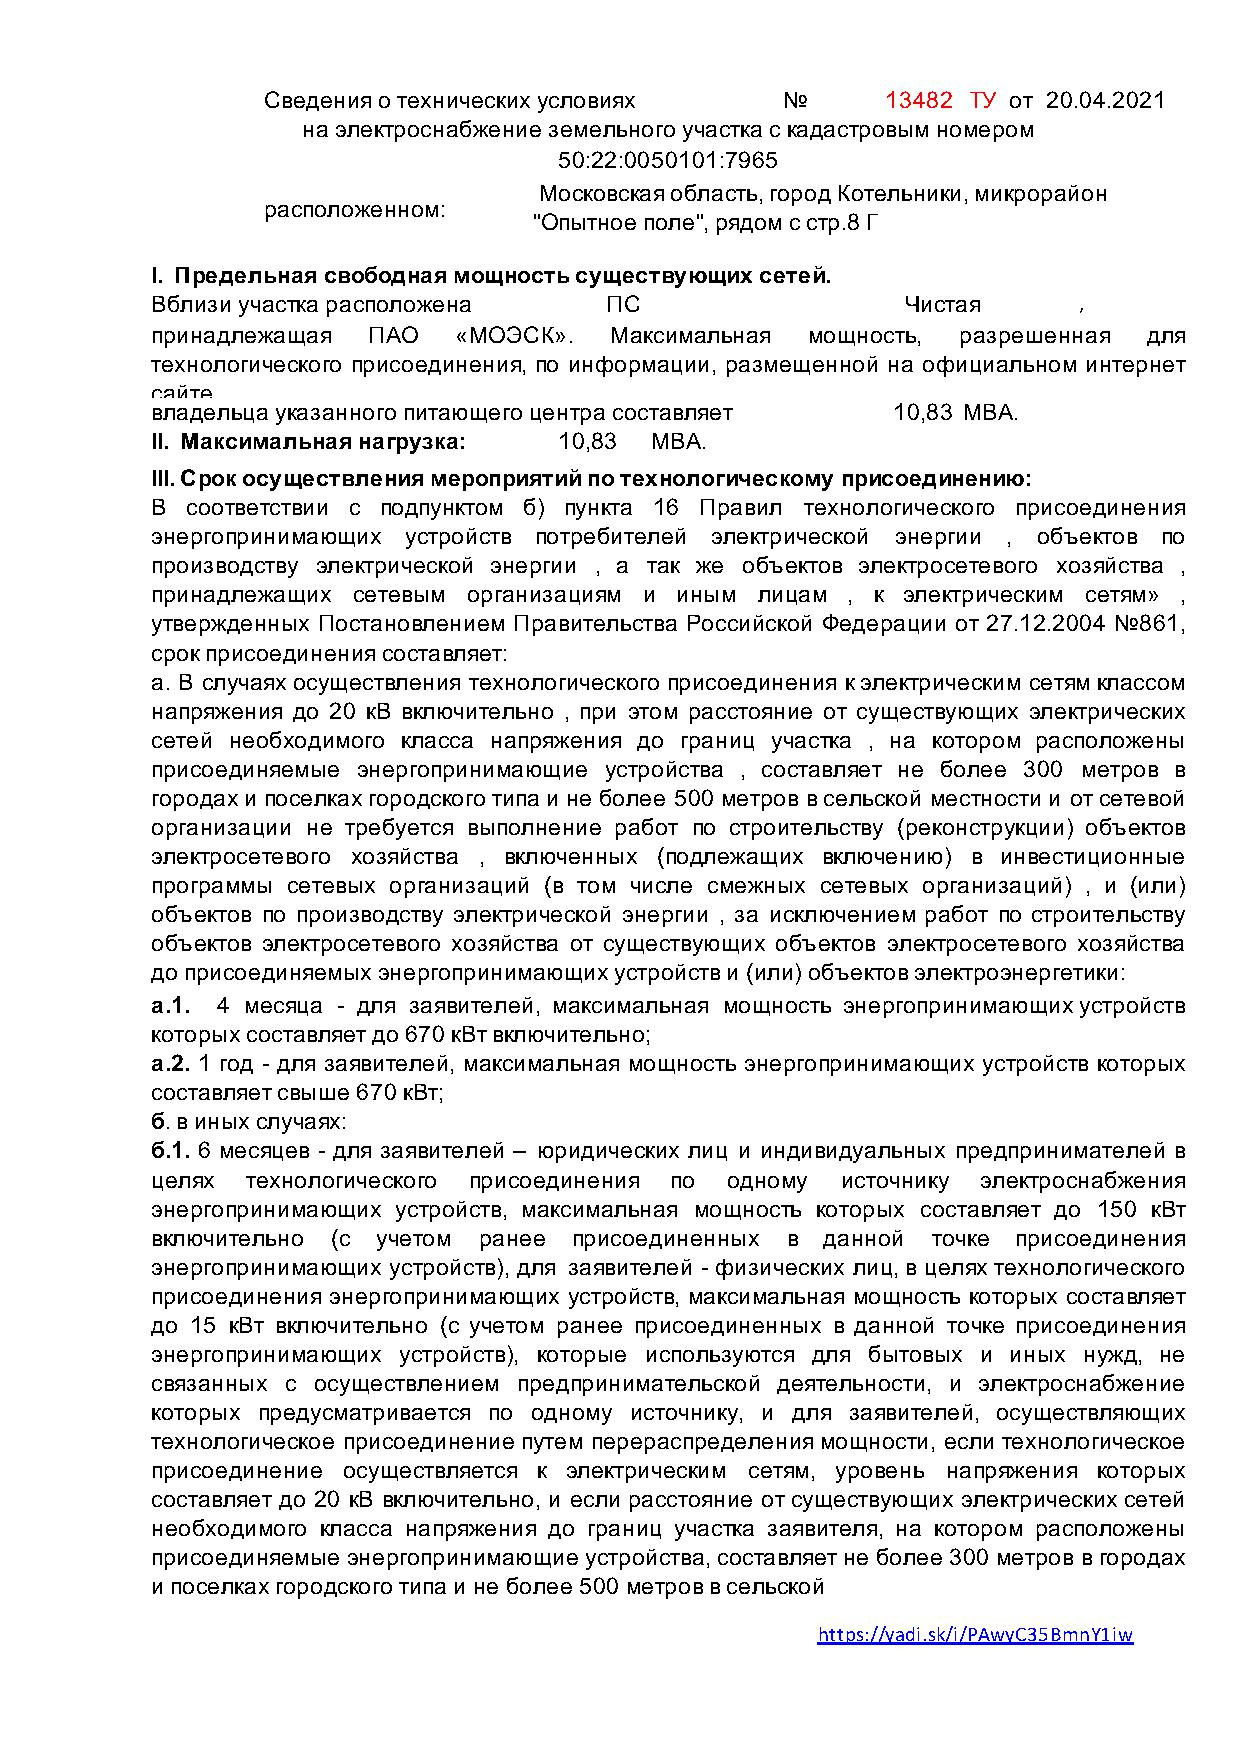 Сведения о технических условиях № 13482 ТУ от 20.04.2021
на электроснабжение земельного участка с кадастровым номером
50:22:0050101:7965
расположенном:
Московская область, город Котельники, микрорайон
"Опытное поле", рядом с стр.8 Г
I. Предельная свободная мощность существующих сетей.
Вблизи участка расположена ПС Чистая ,
принадлежащая ПАО «МОЭСК». Максимальная мощность, разрешенная для
технологического присоединения, по информации, размещенной на официальном интернет
сайте
владельца указанного питающего центра составляет 10,83 МВА.
II. Максимальная нагрузка: 10,83 МВА.
III. Срок осуществления мероприятий по технологическому присоединению:
В соответствии с подпунктом б) пункта 16 Правил технологического присоединения
энергопринимающих устройств потребителей электрической энергии , объектов по
производству электрической энергии , а так же объектов электросетевого хозяйства ,
принадлежащих сетевым организациям и иным лицам , к электрическим сетям» ,
утвержденных Постановлением Правительства Российской Федерации от 27.12.2004 №861,
срок присоединения составляет:
а. В случаях осуществления технологического присоединения к электрическим сетям классом
напряжения до 20 кВ включительно , при этом расстояние от существующих электрических
сетей необходимого класса напряжения до границ участка , на котором расположены
присоединяемые энергопринимающие устройства , составляет не более 300 метров в
городах и поселках городского типа и не более 500 метров в сельской местности и от сетевой
организации не требуется выполнение работ по строительству (реконструкции) объектов
электросетевого хозяйства , включенных (подлежащих включению) в инвестиционные
программы сетевых организаций (в том числе смежных сетевых организаций) , и (или)
объектов по производству электрической энергии , за исключением работ по строительству
объектов электросетевого хозяйства от существующих объектов электросетевого хозяйства
до присоединяемых энергопринимающих устройств и (или) объектов электроэнергетики:
а.1. 4 месяца - для заявителей, максимальная мощность энергопринимающих устройств
которых составляет до 670 кВт включительно;
а.2. 1 год - для заявителей, максимальная мощность энергопринимающих устройств которых
составляет свыше 670 кВт;
б. в иных случаях:
б.1. 6 месяцев - для заявителей – юридических лиц и индивидуальных предпринимателей в
целях технологического присоединения по одному источнику электроснабжения
энергопринимающих устройств, максимальная мощность которых составляет до 150 кВт
включительно (с учетом ранее присоединенных в данной точке присоединения
энергопринимающих устройств), для заявителей - физических лиц, в целях технологического
присоединения энергопринимающих устройств, максимальная мощность которых составляет
до 15 кВт включительно (с учетом ранее присоединенных в данной точке присоединения
энергопринимающих устройств), которые используются для бытовых и иных нужд, не
связанных с осуществлением предпринимательской деятельности, и электроснабжение
которых предусматривается по одному источнику, и для заявителей, осуществляющих
технологическое присоединение путем перераспределения мощности, если технологическое
присоединение осуществляется к электрическим сетям, уровень напряжения которых
составляет до 20 кВ включительно, и если расстояние от существующих электрических сетей
необходимого класса напряжения до границ участка заявителя, на котором расположены
присоединяемые энергопринимающие устройства, составляет не более 300 метров в городах
и поселках городского типа и не более 500 метров в сельской
https://yadi.sk/i/PAwyC35BmnY1iw